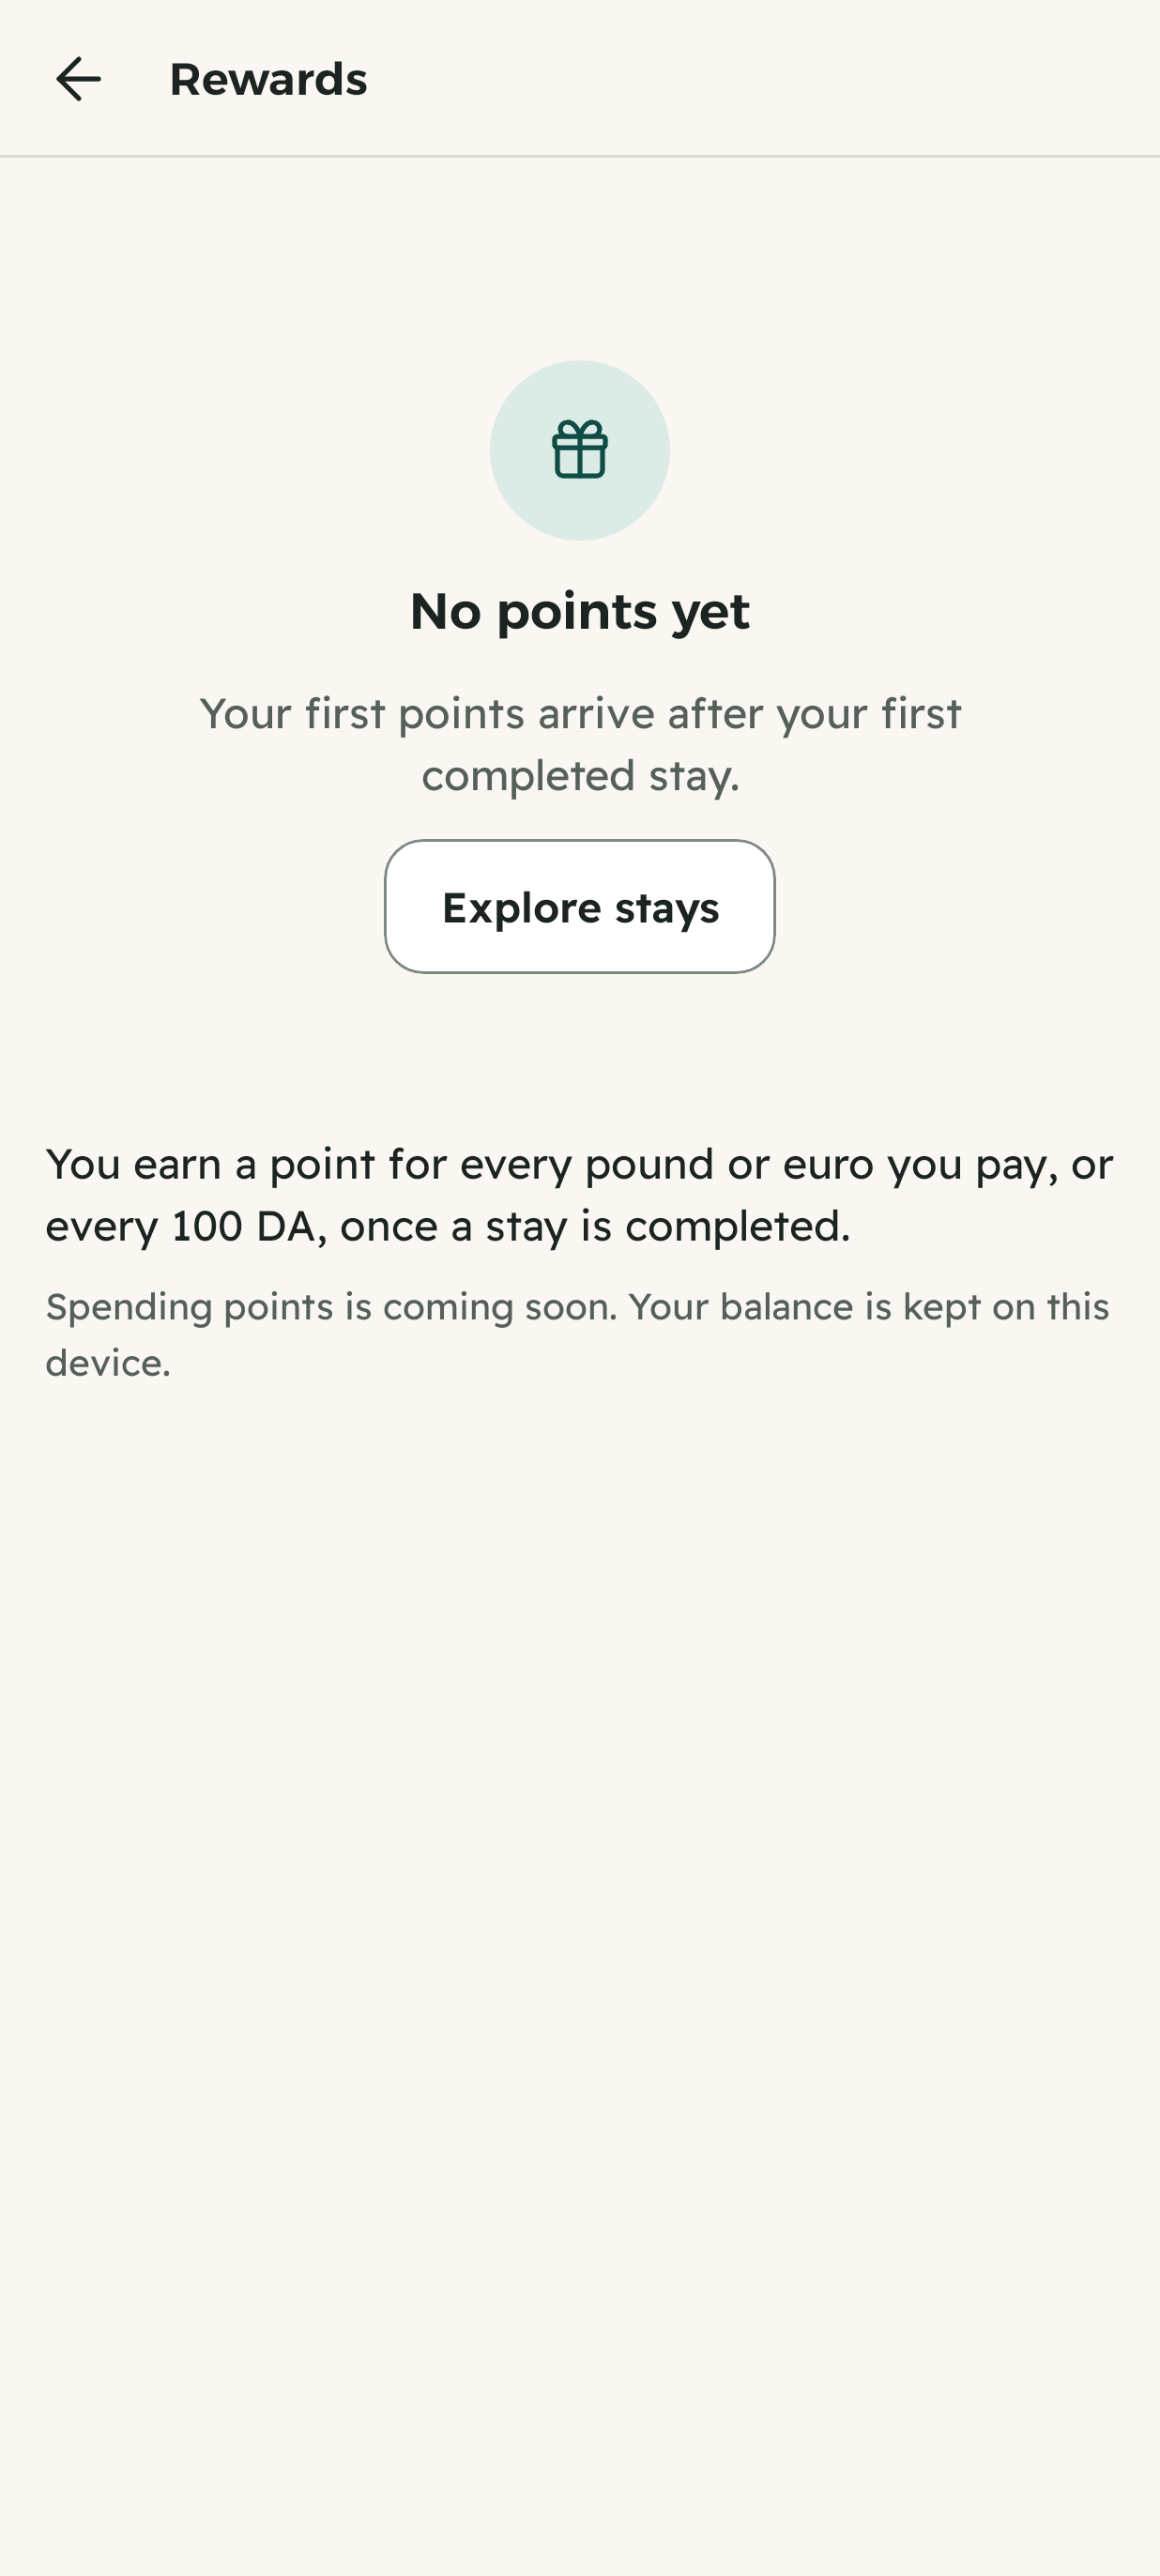 Rewards
No points yet
Your first points arrive after your first
completed stay.
Explore stays
You earn a point for every pound or euro you pay, or
every 100 DA, once a stay is completed.
Spending points is coming soon. Your balance is kept on this
device.